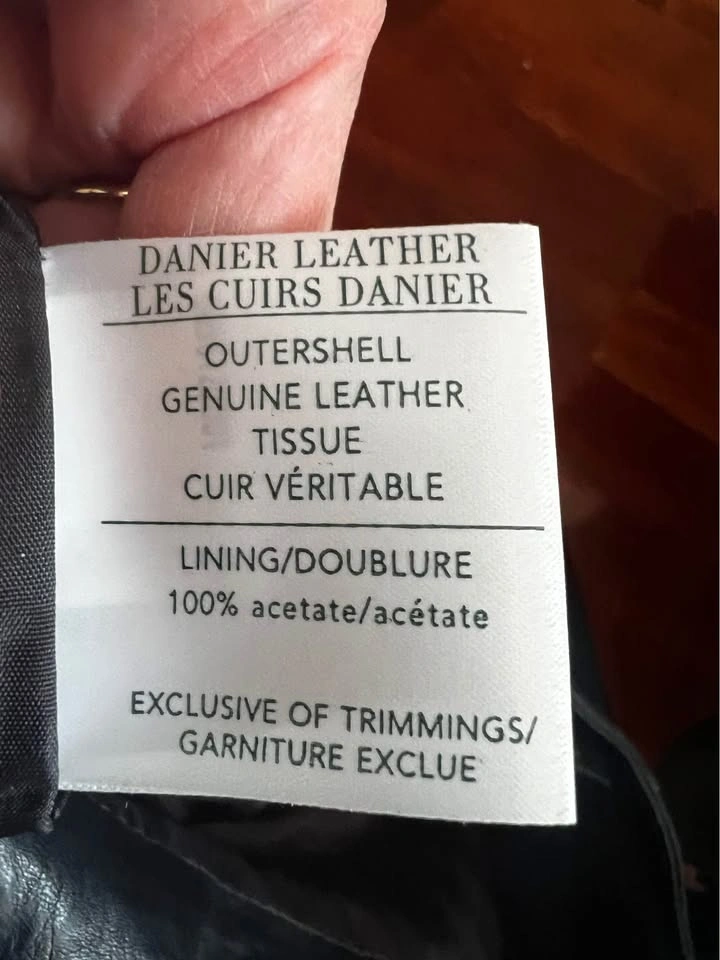 DANIER LEATHER
LES CUIRS DANIER
OUTERSHELL
GENUINE LEATHER
TISSUE
CUIR VÉRITABLE
LINING/DOUBLURE
100% acetate/acétate
EXCLUSIVE OF TRIMMINGS/
GARNITURE EXCLUE